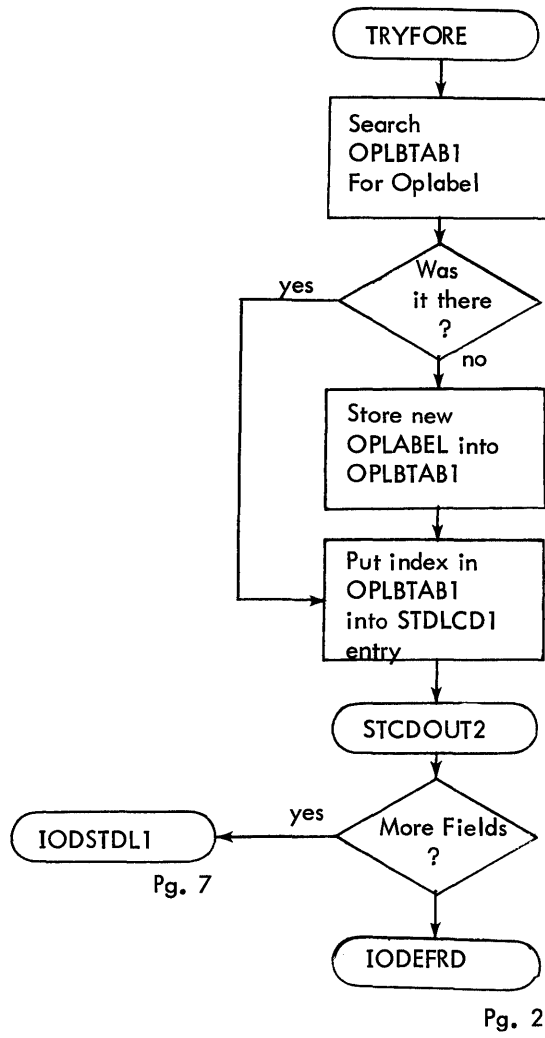 TRYFORE
Search
OPLBTAB1
For Oplabel
Was
it there
?
yes
no
Store new
OPLABEL into
OPLBTAB1
Put index in
OPLBTAB1
into STDLCD1
entry
STCDOUT2
More Fields
?
yes
IODSTDL1
Pg. 7
IODEFRD
Pg. 2